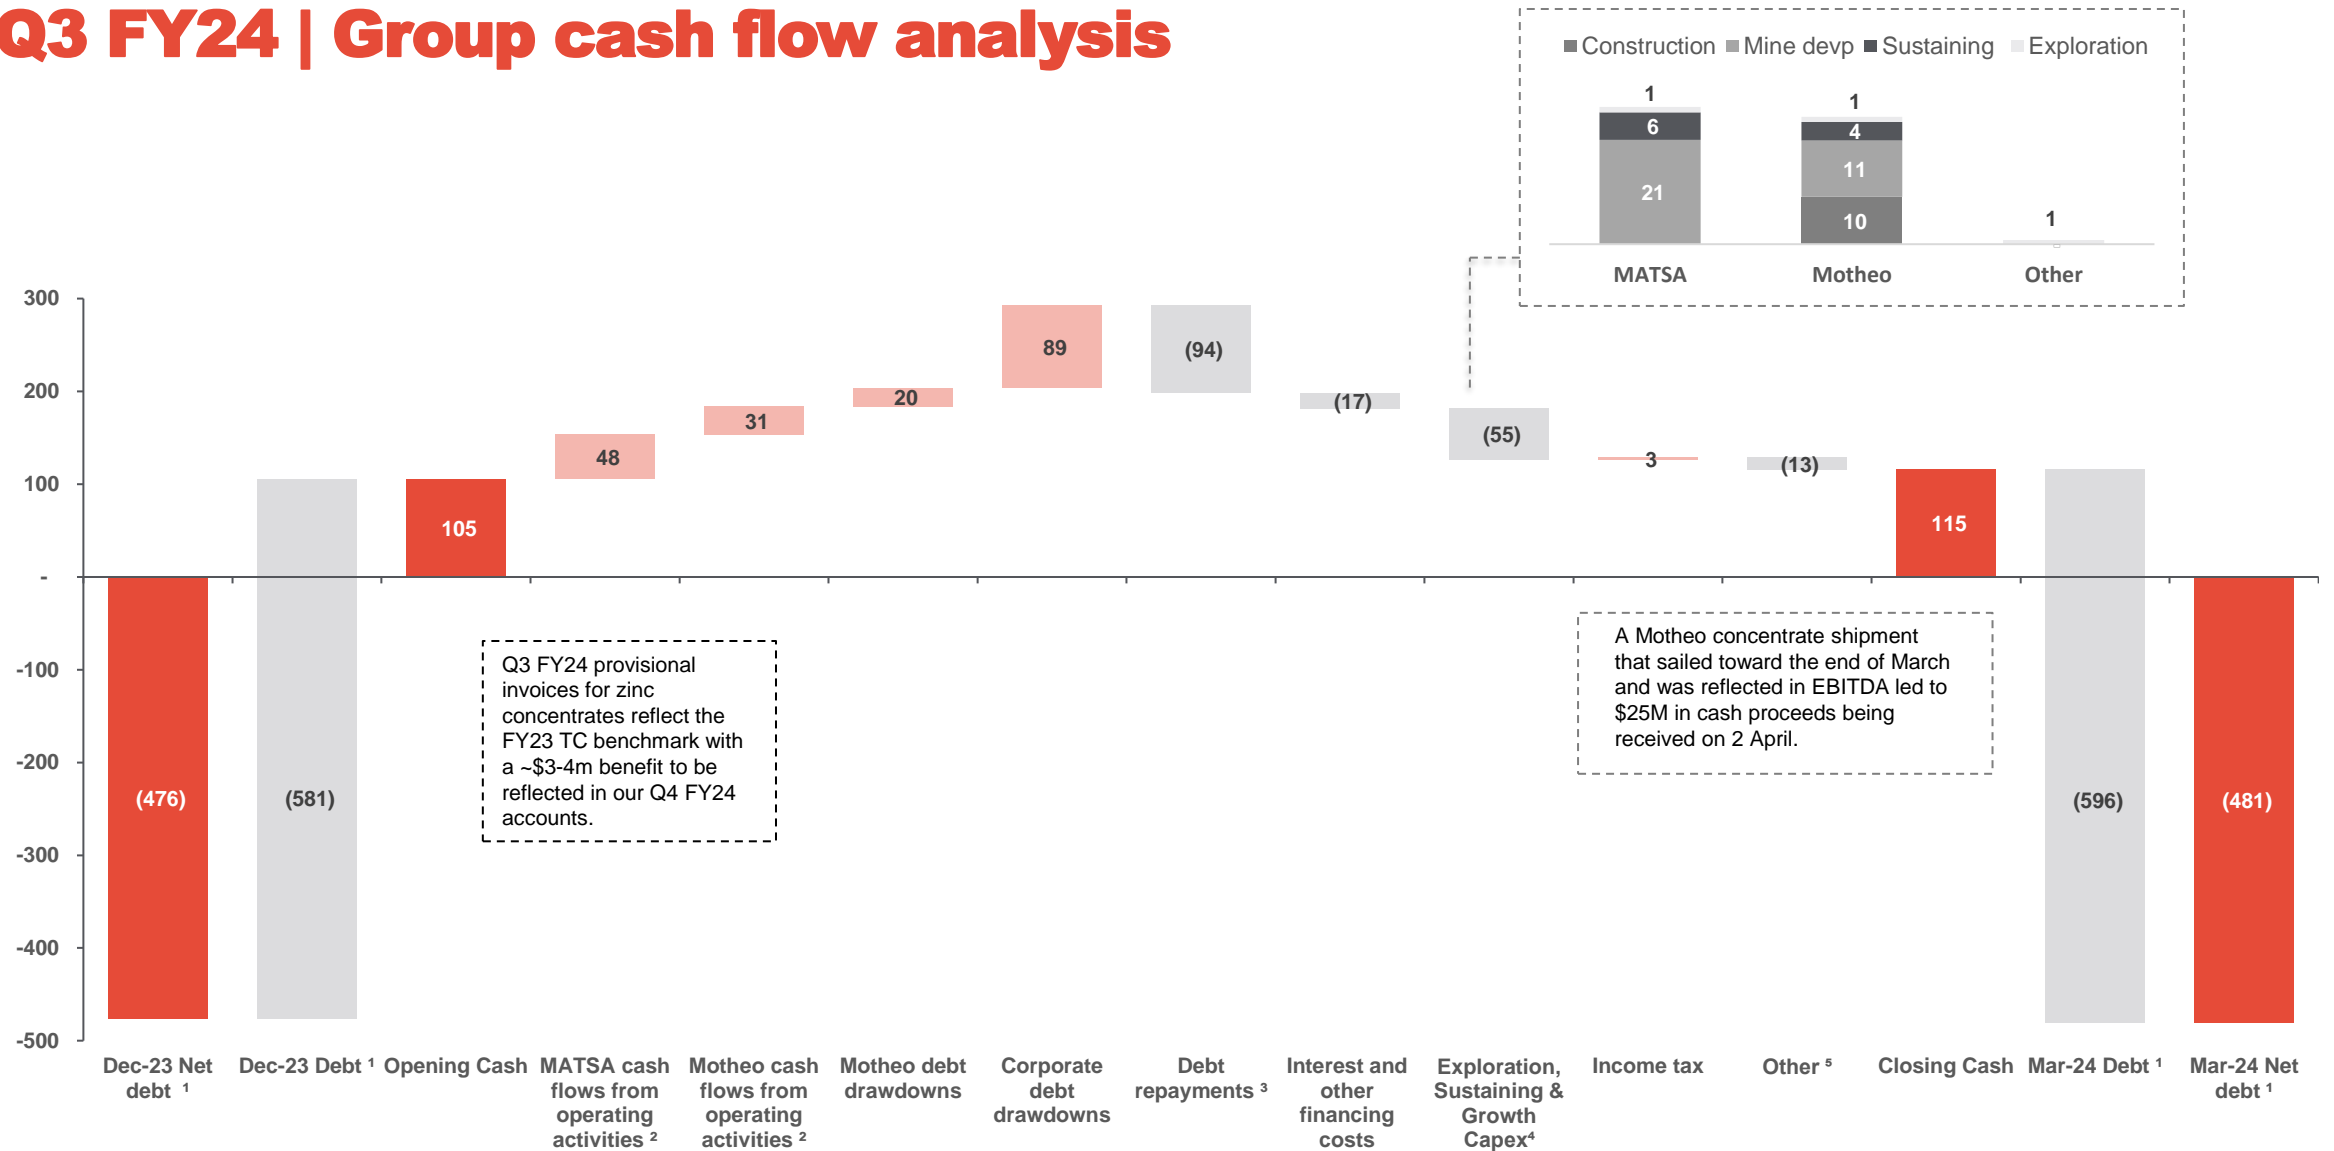 Q3 FY24 | Group cash flow analysis
Construction Mine devp Sustaining Exploration
1
6
21
1
4
11
10
1
MATSA Motheo Other
300
200
100
-
-100
-200
-300
-400
-500
(476)
(581)
105
48
31
20
89
(94)
(17)
(55)
3
(13)
115
(596)
(481)
Q3 FY24 provisional
invoices for zinc
concentrates reflect the
FY23 TC benchmark with
a ~$3-4m benefit to be
reflected in our Q4 FY24
accounts.
A Motheo concentrate shipment
that sailed toward the end of March
and was reflected in EBITDA led to
$25M in cash proceeds being
received on 2 April.
Dec-23 Net
debt ¹
Dec-23 Debt ¹
Opening Cash
MATSA cash
flows from
operating
activities ²
Motheo cash
flows from
operating
activities ²
Motheo debt
drawdowns
Corporate
debt
drawdowns
Debt
repayments ³
Interest and
other
financing
costs
Exploration,
Sustaining &
Growth
Capex⁴
Income tax
Other ⁵
Closing Cash
Mar-24 Debt ¹
Mar-24 Net
debt ¹